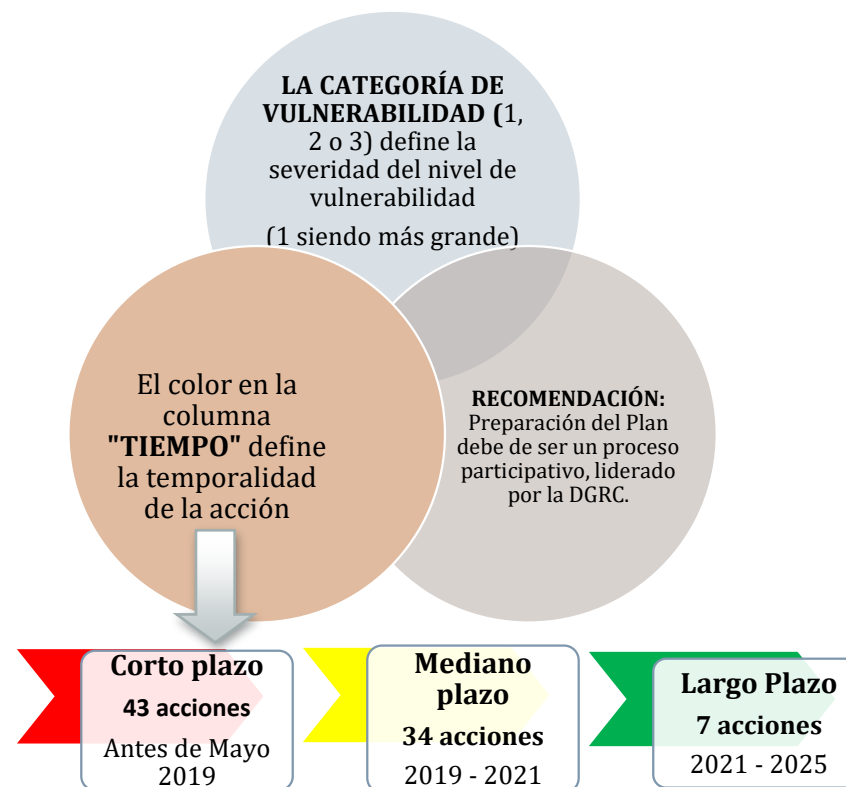 LA CATEGORÍA DE
VULNERABILIDAD (1,
2 o 3) define la
severidad del nivel de
vulnerabilidad
(1 siendo más grande)
El color en la
columna
"TIEMPO" define
la temporalidad
de la acción
RECOMENDACIÓN:
Preparación del Plan
debe de ser un proceso
participativo, liderado
por la DGRC.
Corto plazo
43 acciones
Antes de Mayo
2019
Mediano
plazo
34 acciones
2019 - 2021
Largo Plazo
7 acciones
2021 - 2025